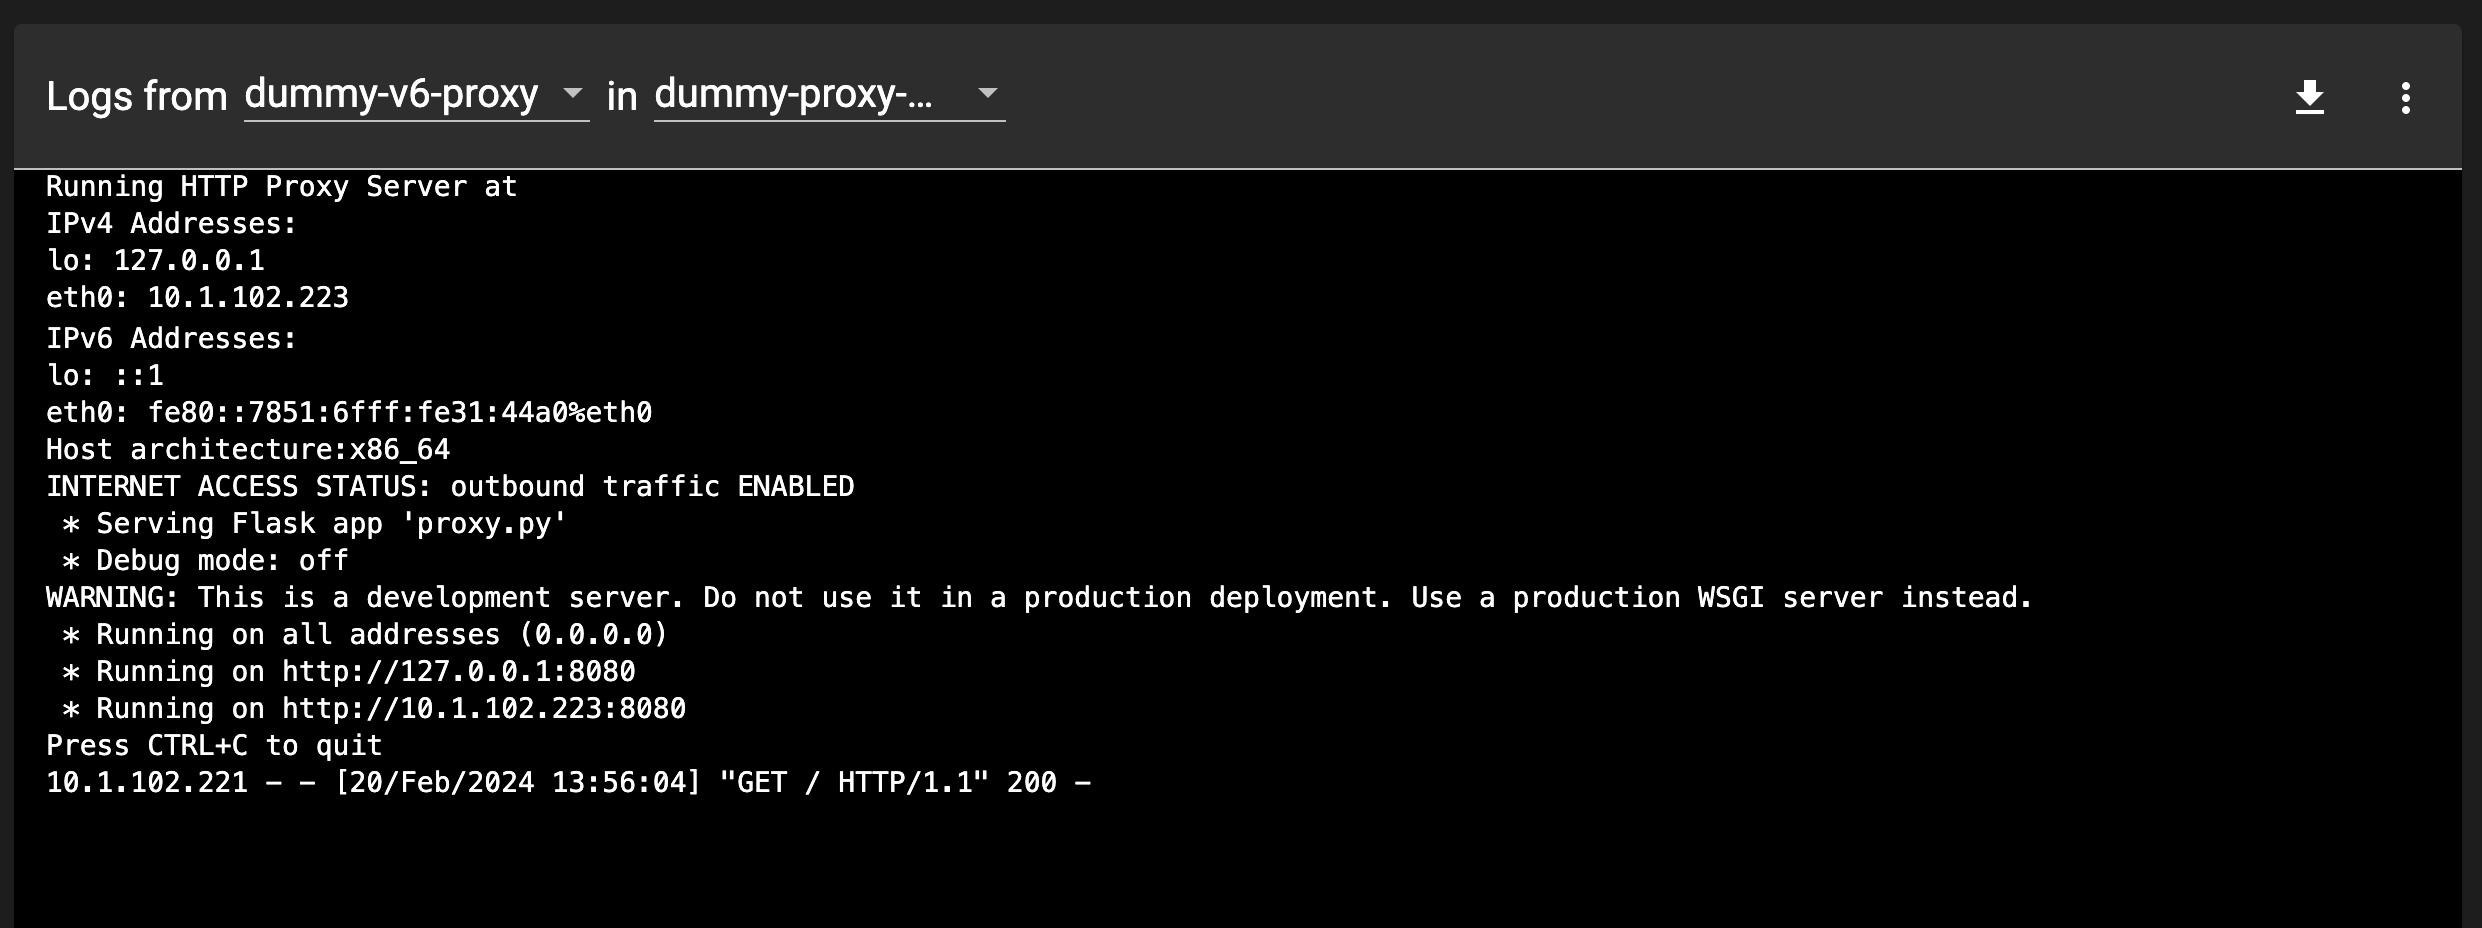 Logs from dummy-v6-proxy in dummy-proxy-...
Running HTTP Proxy Server at
IPv4 Addresses:
lo: 127.0.0.1
eth0: 10.1.102.223
IPv6 Addresses:
lo: ::1
eth0: fe80::7851:6fff:fe31:44a0%eth0
Host architecture:x86_64
INTERNET ACCESS STATUS: outbound traffic ENABLED
 * Serving Flask app 'proxy.py'
 * Debug mode: off
WARNING: This is a development server. Do not use it in a production deployment. Use a production WSGI server instead.
 * Running on all addresses (0.0.0.0)
 * Running on http://127.0.0.1:8080
 * Running on http://10.1.102.223:8080
Press CTRL+C to quit
10.1.102.221 - - [20/Feb/2024 13:56:04] "GET / HTTP/1.1" 200 -